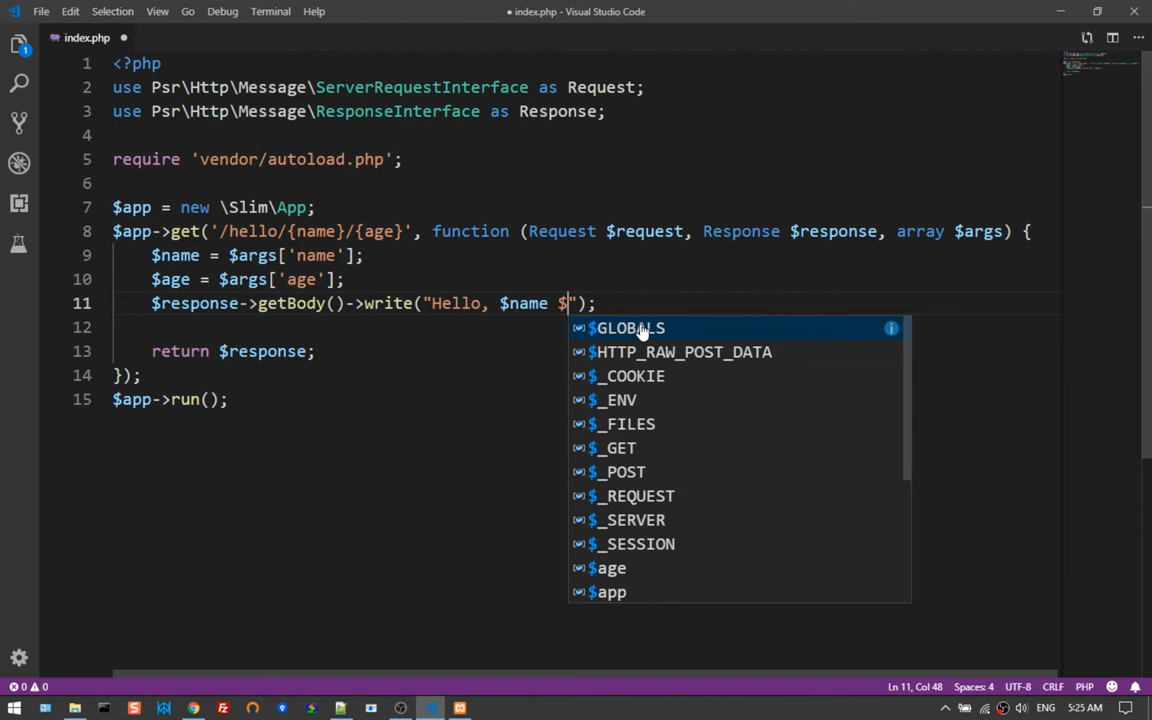 File Edit Selection View Go Debug Terminal Help ● index.php - Visual Studio Code
index.php
1 <?php
2 use Psr\Http\Message\ServerRequestInterface as Request;
3 use Psr\Http\Message\ResponseInterface as Response;
4
5 require 'vendor/autoload.php';
6
7 $app = new \Slim\App;
8 $app->get('/hello/{name}/{age}', function (Request $request, Response $response, array $args) {
9 $name = $args['name'];
10 $age = $args['age'];
11 $response->getBody()->write("Hello, $name $");
$GLOBALS
12
$HTTP_RAW_POST_DATA
13 return $response;
14 });
$_COOKIE
15 $app->run();
$_ENV
$_FILES
$_GET
$_POST
$_REQUEST
$_SERVER
$_SESSION
$age
$app
0 0 Ln 11, Col 48 Spaces: 4 UTF-8 CRLF PHP
ENG 5:25 AM